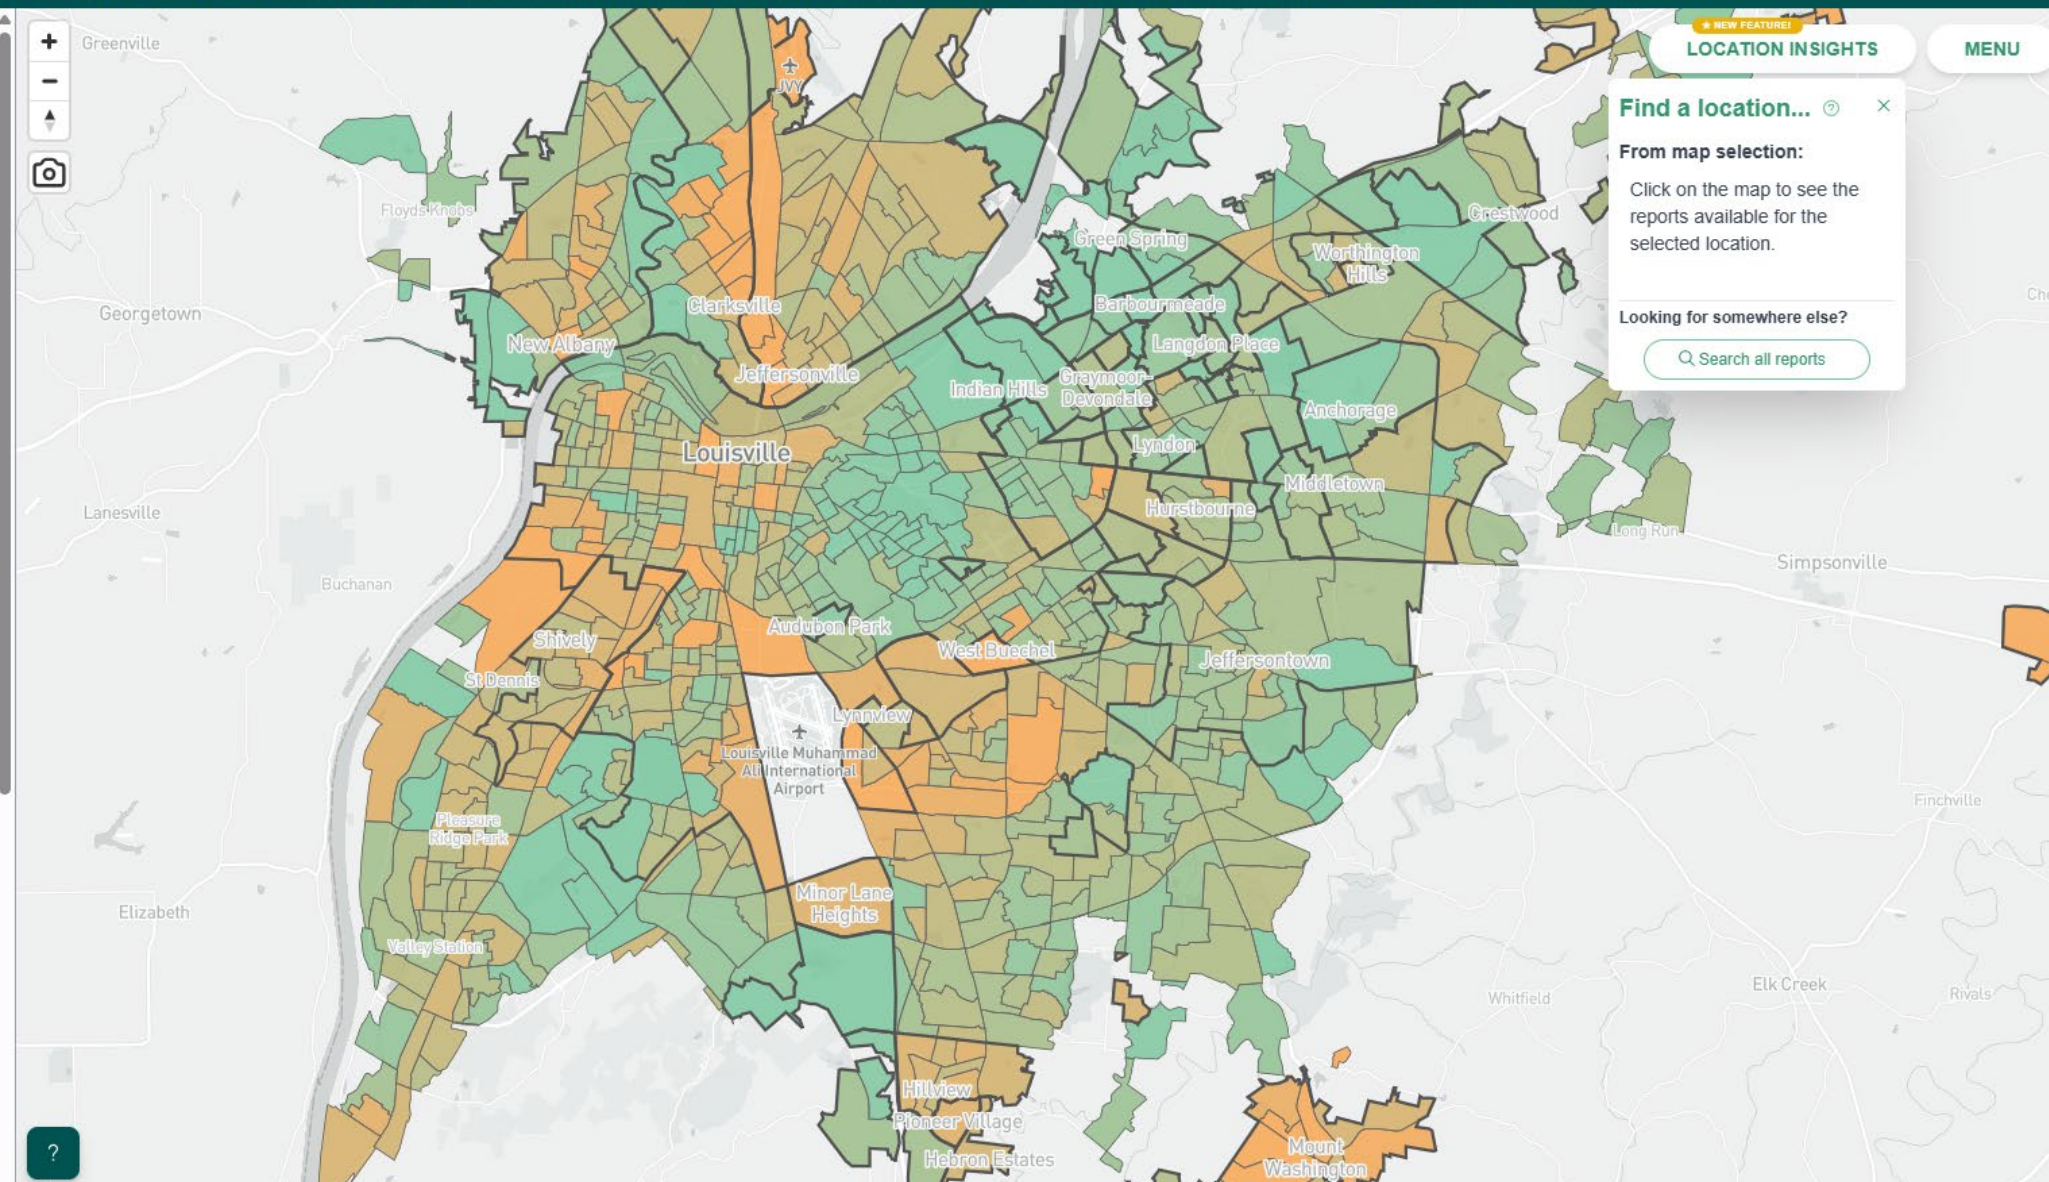 ★ NEW FEATURE!
LOCATION INSIGHTS
MENU
+
−
Find a location... ?
From map selection:
Click on the map to see the
reports available for the
selected location.
Looking for somewhere else?
Search all reports
Greenville
JVY
Floyds Knobs
Crestwood
Green Spring
Worthington
Hills
Georgetown
Clarksville
Barbourmeade
New Albany
Langdon Place
Jeffersonville
Indian Hills
Graymoor-
Devondale
Anchorage
Lyndon
Louisville
Middletown
Hurstbourne
Lanesville
Long Run
Simpsonville
Buchanan
Audubon Park
Shively
West Buechel
Jeffersontown
St Dennis
Lynnview
Louisville Muhammad
Ali International
Airport
Finchville
Pleasure
Ridge Park
Minor Lane
Heights
Elizabeth
Valley Station
Elk Creek
Whitfield
Rivals
Hillview
Pioneer Village
Hebron Estates
Mount
Washington
?